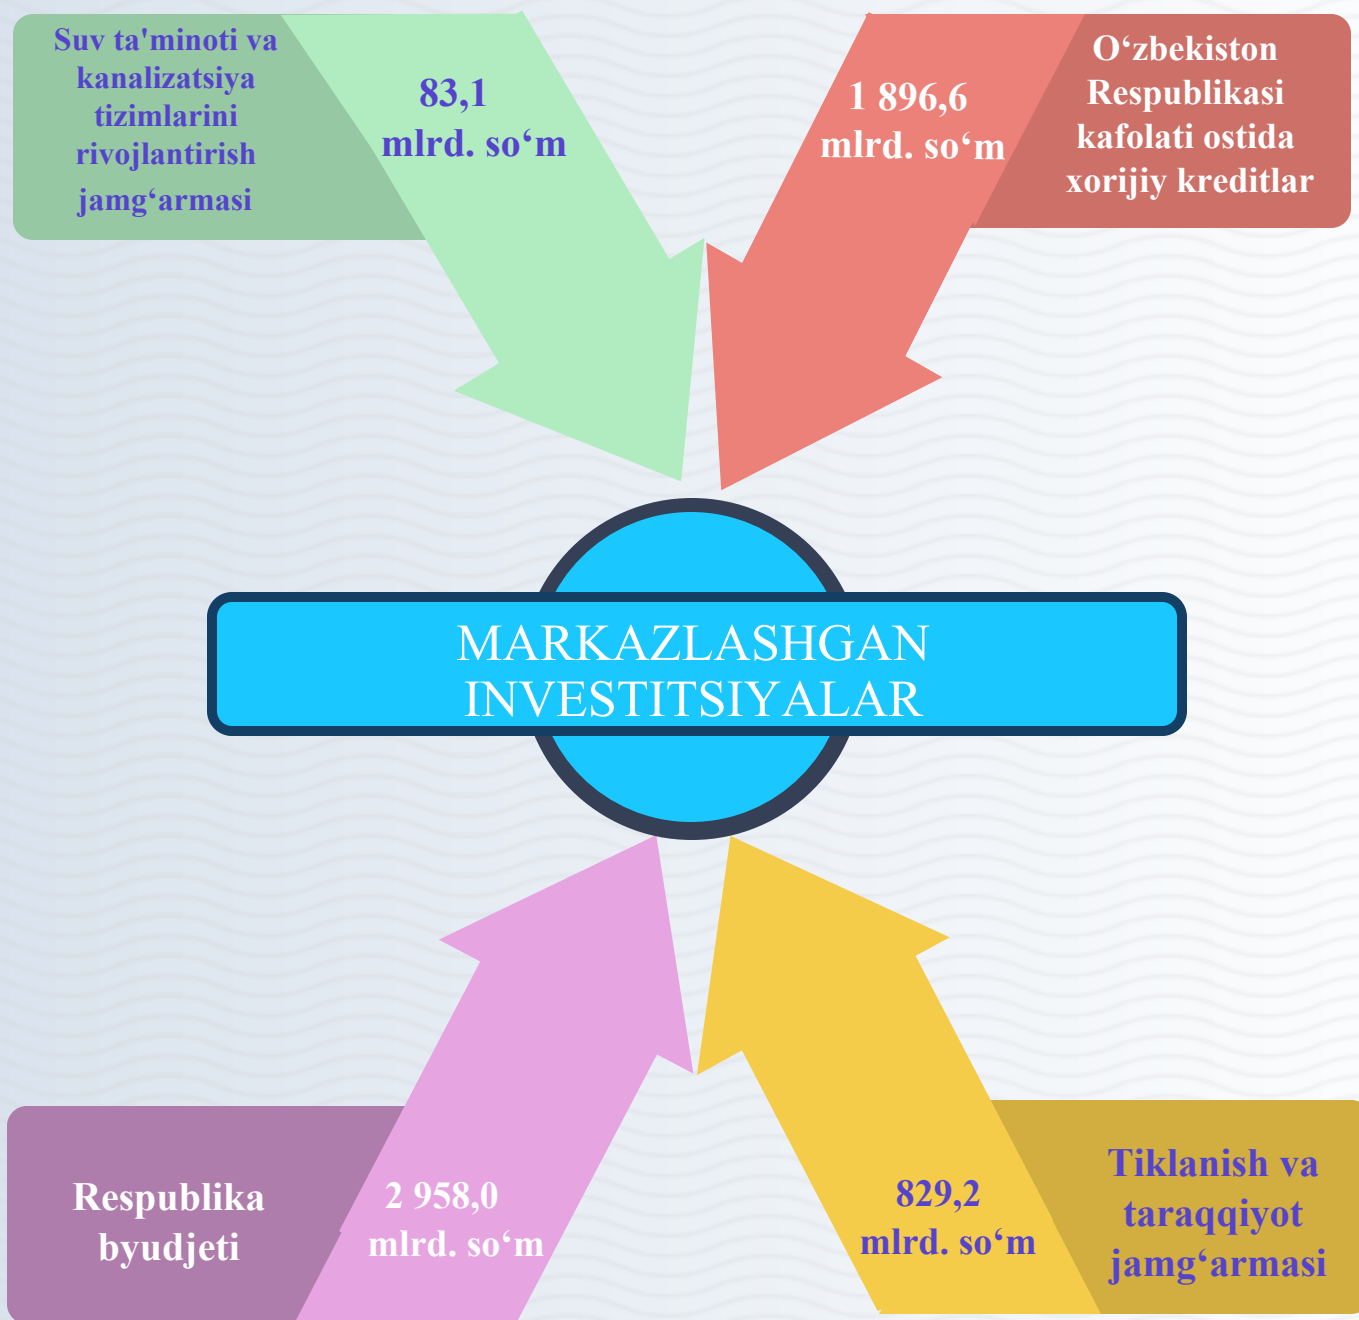 Suv ta'minoti va
kanalizatsiya
tizimlarini
rivojlantirish
jamg‘armasi
83,1
mlrd. so‘m
1 896,6
mlrd. so‘m
O‘zbekiston
Respublikasi
kafolati ostida
xorijiy kreditlar
MARKAZLASHGAN
INVESTITSIYALAR
Respublika
byudjeti
2 958,0
mlrd. so‘m
829,2
mlrd. so‘m
Tiklanish va
taraqqiyot
jamg‘armasi